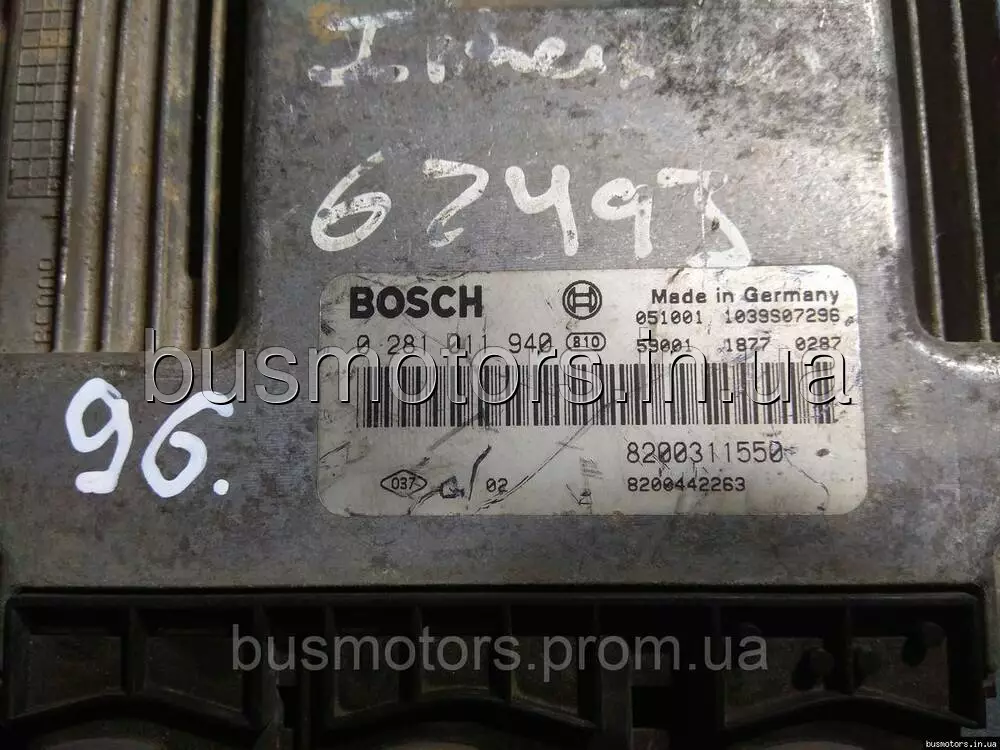 67493
BOSCH Made in Germany
051001 1039S07296
0 281 011 940 810 59001 1877 0287
busmotors.in.ua
96.
8200311550
037 02 8200442263
busmotors.prom.ua
busmotors.in.ua